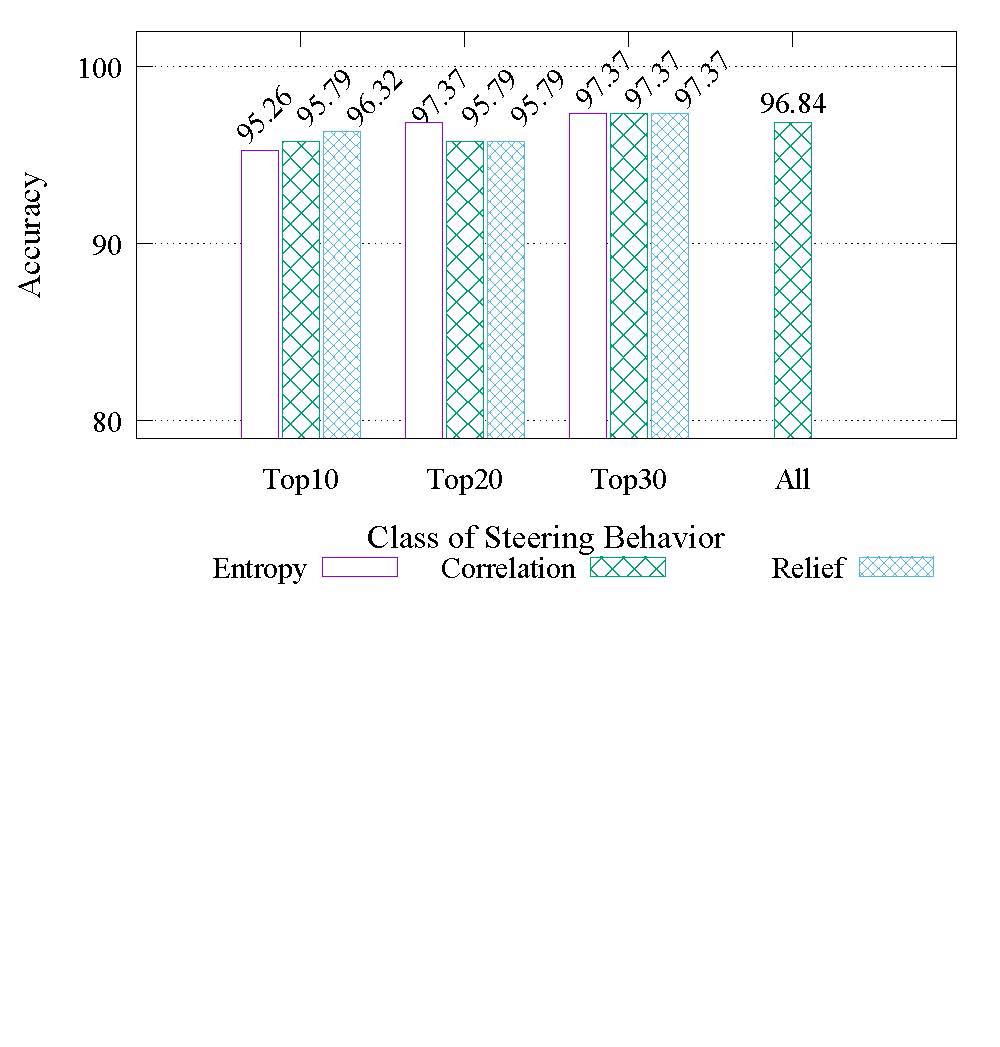 100
90
80
Accuracy
95.26 95.79 96.32 97.37 95.79 95.79 97.37 97.37 97.37 96.84
Top10 Top20 Top30 All
Class of Steering Behavior
Entropy Correlation Relief